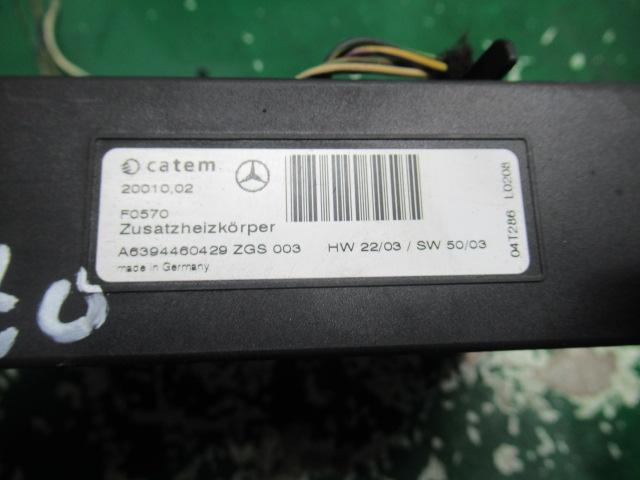 catem
20010,02
F0570
Zusatzheizkörper
A6394460429 ZGS 003 HW 22/03 / SW 50/03
made in Germany
04T286 L0208